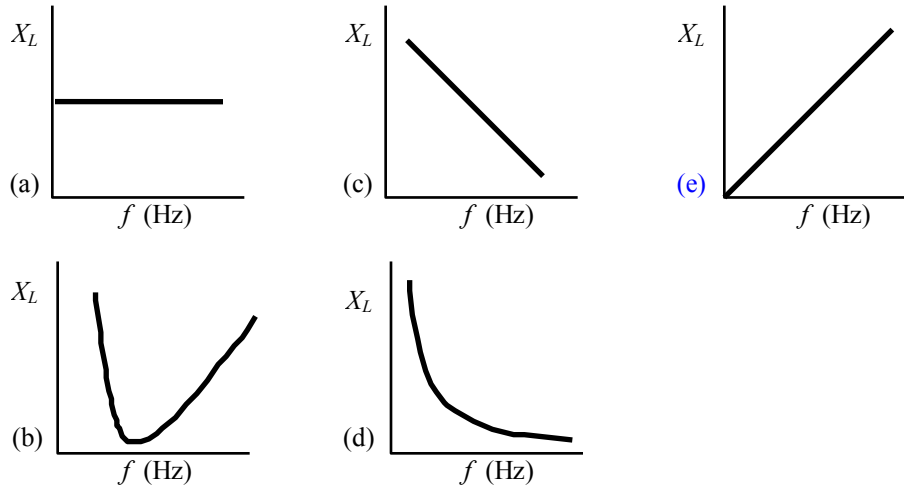 X_L
(a)
f (Hz)
X_L
(c)
f (Hz)
X_L
(e)
f (Hz)
X_L
(b)
f (Hz)
X_L
(d)
f (Hz)